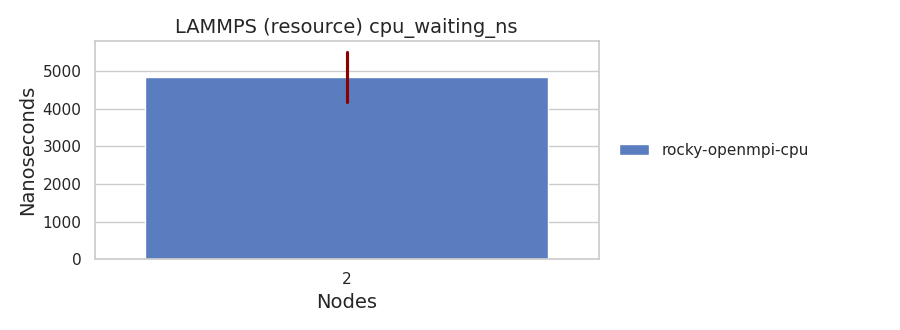 LAMMPS (resource) cpu_waiting_ns
Nanoseconds
5000
4000
3000
2000
1000
0
2
Nodes
rocky-openmpi-cpu